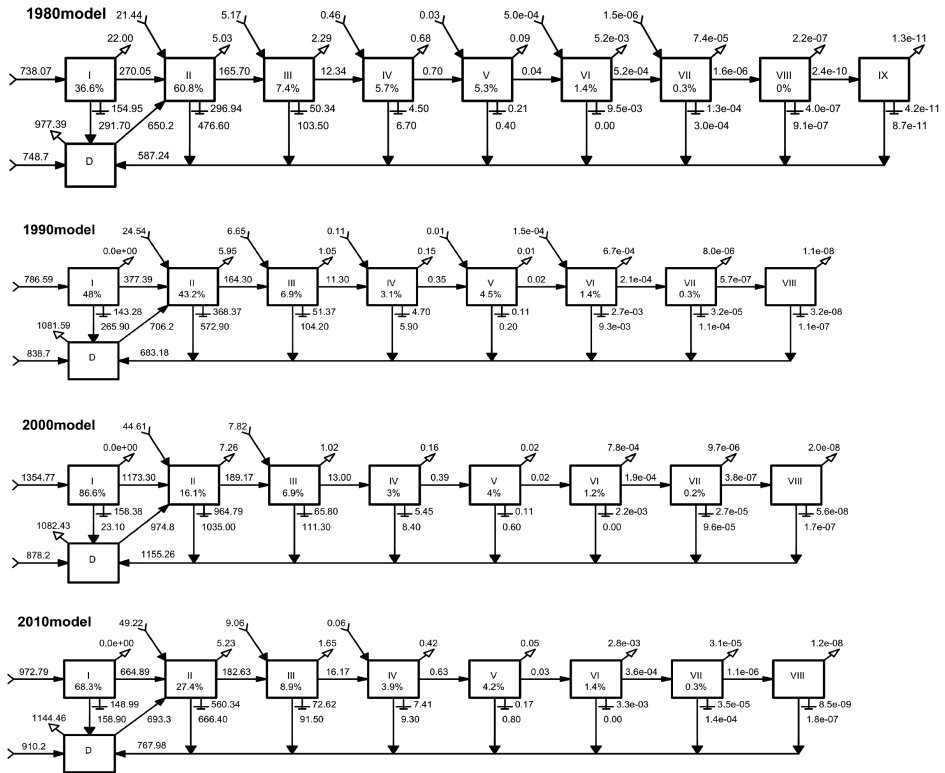 1980model
21.44 5.17 0.46 0.03 5.0e-04 1.5e-06
22.00 5.03 2.29 0.68 0.09 5.2e-03 7.4e-05 2.2e-07 1.3e-11
738.07 I 270.05 II 165.70 III 12.34 IV 0.70 V 0.04 VI 5.2e-04 VII 1.6e-06 VIII 2.4e-10 IX
36.6% 60.8% 7.4% 5.7% 5.3% 1.4% 0.3% 0%
154.95 296.94 50.34 4.50 0.21 9.5e-03 1.3e-04 4.0e-07 4.2e-11
977.39 291.70 650.2 476.60 103.50 6.70 0.40 0.00 3.0e-04 9.1e-07 8.7e-11
748.7 D 587.24
1990model
24.54 6.65 0.11 0.01 1.5e-04
0.0e+00 5.95 1.05 0.15 0.01 6.7e-04 8.0e-06 1.1e-08
786.59 I 377.39 II 164.30 III 11.30 IV 0.35 V 0.02 VI 2.1e-04 VII 5.7e-07 VIII
48% 43.2% 6.9% 3.1% 4.5% 1.4% 0.3%
143.28 368.37 51.37 4.70 0.11 2.7e-03 3.2e-05 3.2e-08
1081.59 265.90 706.2 572.90 104.20 5.90 0.20 9.3e-03 1.1e-04 1.1e-07
838.7 D 683.18
2000model
44.61 7.82
0.0e+00 7.26 1.02 0.16 0.02 7.8e-04 9.7e-06 2.0e-08
1354.77 I 1173.30 II 189.17 III 13.00 IV 0.39 V 0.02 VI 1.9e-04 VII 3.8e-07 VIII
86.6% 16.1% 6.9% 3% 4% 1.2% 0.2%
158.38 964.79 65.80 5.45 0.11 2.2e-03 2.7e-05 5.6e-08
1082.43 23.10 974.8 1035.00 111.30 8.40 0.60 0.00 9.6e-05 1.7e-07
878.2 D 1155.26
2010model
49.22 9.06 0.06
0.0e+00 5.23 1.65 0.42 0.05 2.8e-03 3.1e-05 1.2e-08
972.79 I 664.89 II 182.63 III 16.17 IV 0.63 V 0.03 VI 3.6e-04 VII 1.1e-06 VIII
68.3% 27.4% 8.9% 3.9% 4.2% 1.4% 0.3%
148.99 560.34 72.62 7.41 0.17 3.3e-03 3.5e-05 8.5e-09
1144.46 158.90 693.3 666.40 91.50 9.30 0.80 0.00 1.4e-04 1.8e-07
910.2 D 767.98